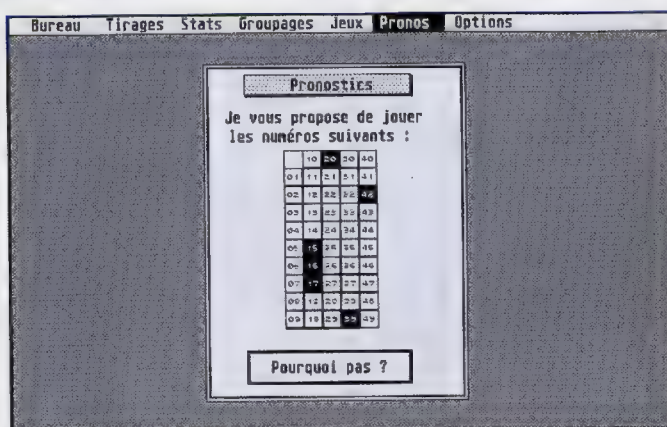 Bureau Tirages Stats Groupages Jeux Pronos Options
Pronostics
Je vous propose de jouer
les numéros suivants :
10 20 30 40
01 11 21 31 41
02 12 22 32 42
03 13 23 33 43
04 14 24 34 44
05 15 25 35 45
06 16 26 36 46
07 17 27 37 47
08 18 28 38 48
09 19 29 39 49
Pourquoi pas ?